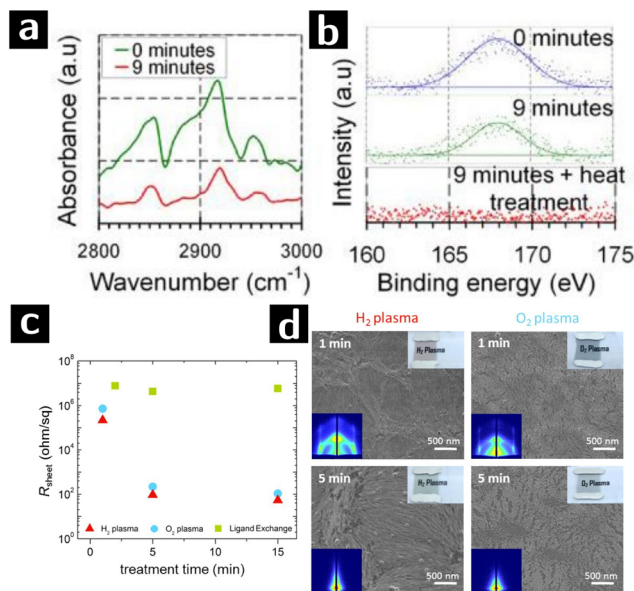 a
Absorbance (a.u)
0 minutes
9 minutes
2800 2900 3000
Wavenumber (cm⁻¹)
b
Intensity (a.u)
0 minutes
9 minutes
9 minutes + heat
treatment
160 165 170 175
Binding energy (eV)
c
10⁸
10⁶
10⁴
10²
10⁰
R_sheet (ohm/sq)
H₂ plasma O₂ plasma Ligand Exchange
0 5 10 15
treatment time (min)
d
H₂ plasma O₂ plasma
1 min
H₂ Plasma
500 nm
1 min
O₂ Plasma
500 nm
5 min
H₂ Plasma
500 nm
5 min
O₂ Plasma
500 nm